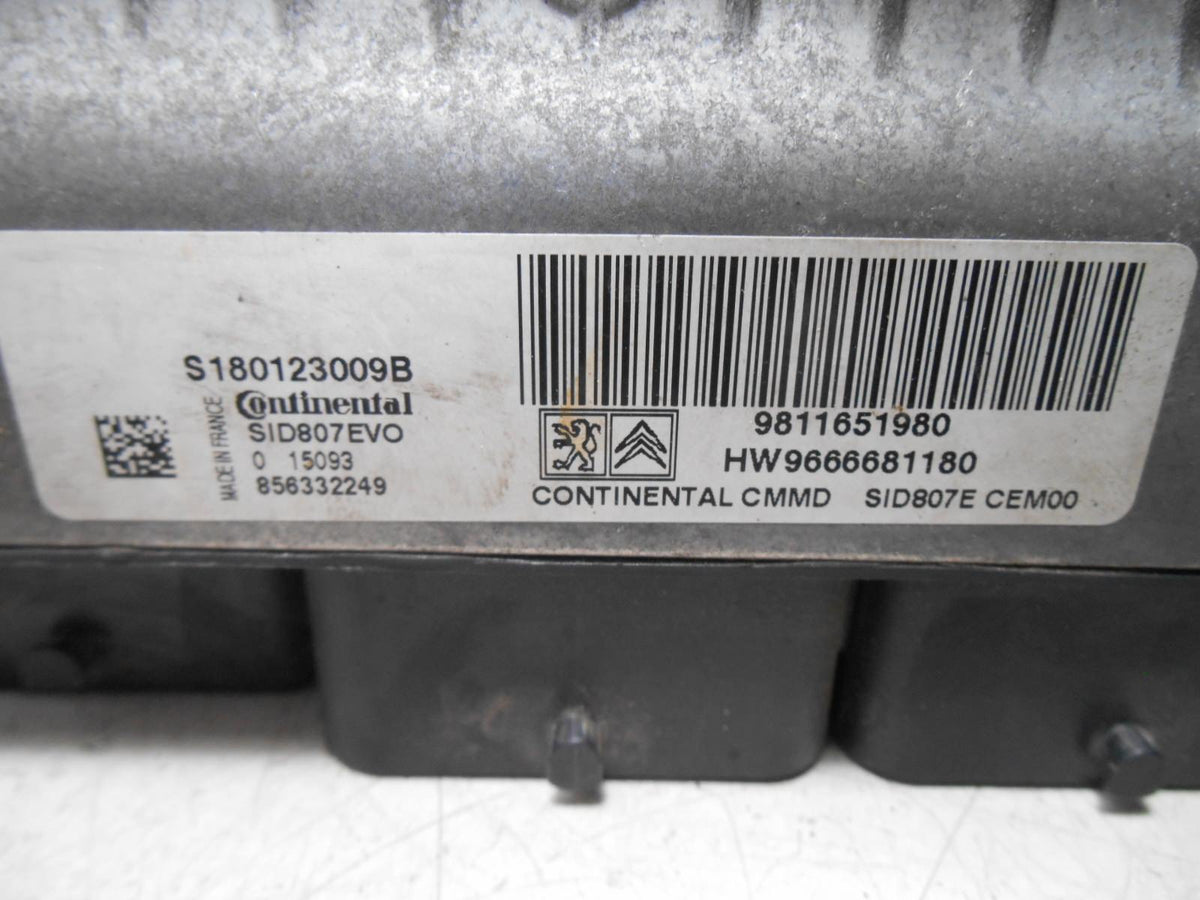 S180123009B
Continental
SID807EVO
0 15093
856332249
MADE IN FRANCE
9811651980
HW9666681180
CONTINENTAL CMMD SID807E CEM00